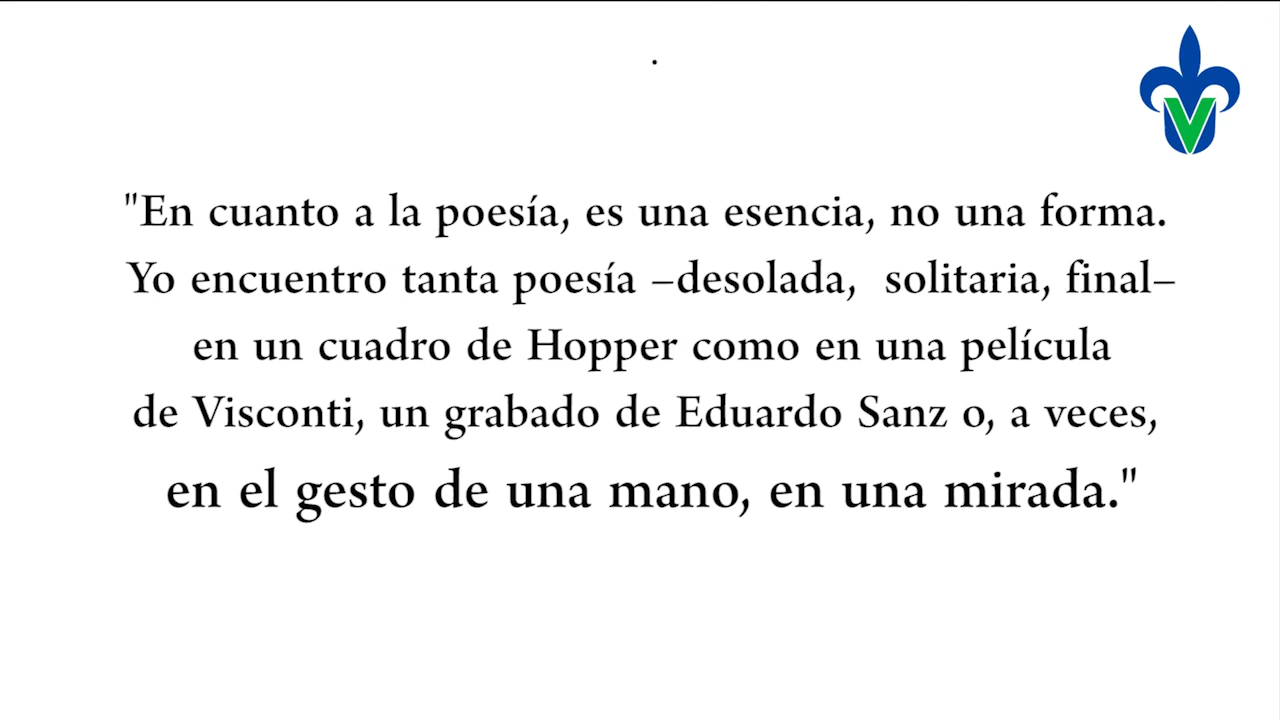 .
"En cuanto a la poesía, es una esencia, no una forma.
Yo encuentro tanta poesía –desolada, solitaria, final–
en un cuadro de Hopper como en una película
de Visconti, un grabado de Eduardo Sanz o, a veces,
en el gesto de una mano, en una mirada."
V